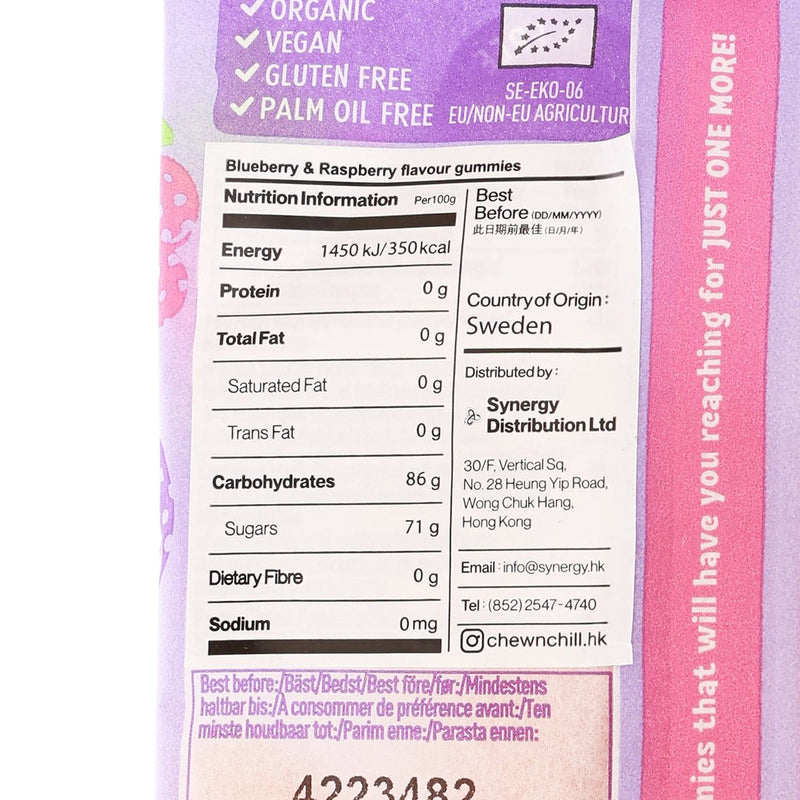 ORGANIC
VEGAN
GLUTEN FREE
PALM OIL FREE
SE-EKO-06
EU/NON-EU AGRICULTUR
Blueberry & Raspberry flavour gummies
Nutrition Information Per100g
Energy 1450 kJ/350kcal
Protein 0 g
Total Fat 0 g
Saturated Fat 0 g
Trans Fat 0 g
Carbohydrates 86 g
Sugars 71 g
Dietary Fibre 0 g
Sodium 0 mg
Best
Before (DD/MM/YYYY)
此日期前最佳 (日/月/年)
Country of Origin :
Sweden
Distributed by :
Synergy
Distribution Ltd
30/F, Vertical Sq,
No. 28 Heung Yip Road,
Wong Chuk Hang,
Hong Kong
Email : info@synergy.hk
Tel : (852) 2547-4740
chewnchill.hk
Best before:/Bäst/Bedst/Best före/før:/Mindestens
haltbar bis:/À consommer de préférence avant:/Ten
minste houdbaar tot:/Parim enne:/Parasta ennen:
4223482
mies that will have you reaching for JUST ONE MORE!